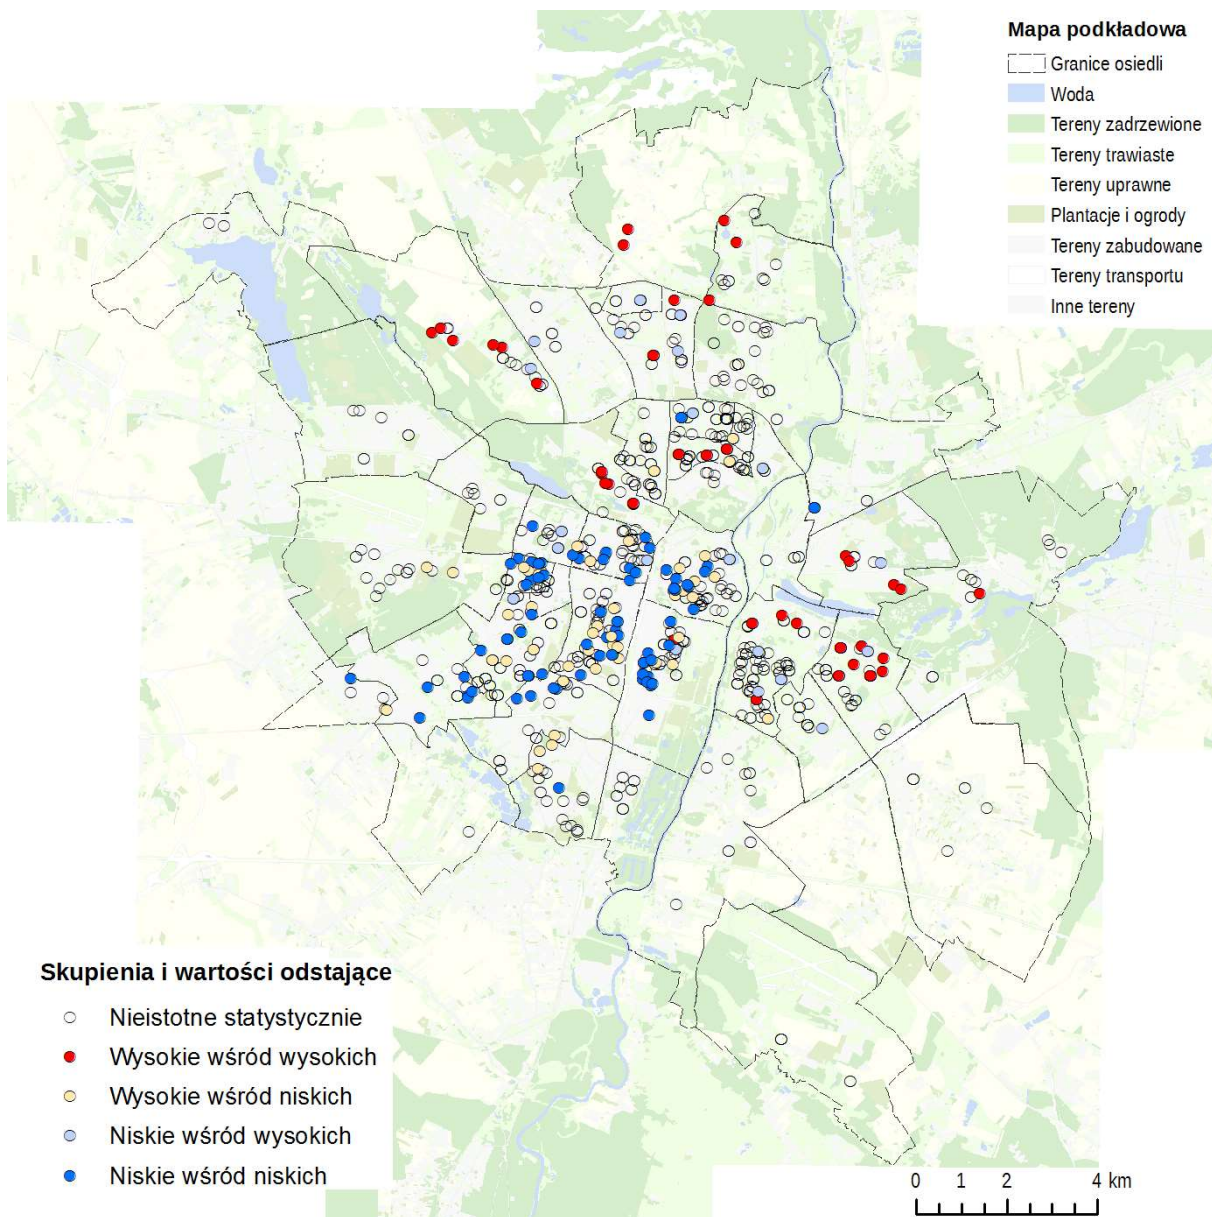 Mapa podkładowa
Granice osiedli
Woda
Tereny zadrzewione
Tereny trawiaste
Tereny uprawne
Plantacje i ogrody
Tereny zabudowane
Tereny transportu
Inne tereny
Skupienia i wartości odstające
Nieistotne statystycznie
Wysokie wśród wysokich
Wysokie wśród niskich
Niskie wśród wysokich
Niskie wśród niskich
0 1 2 4 km